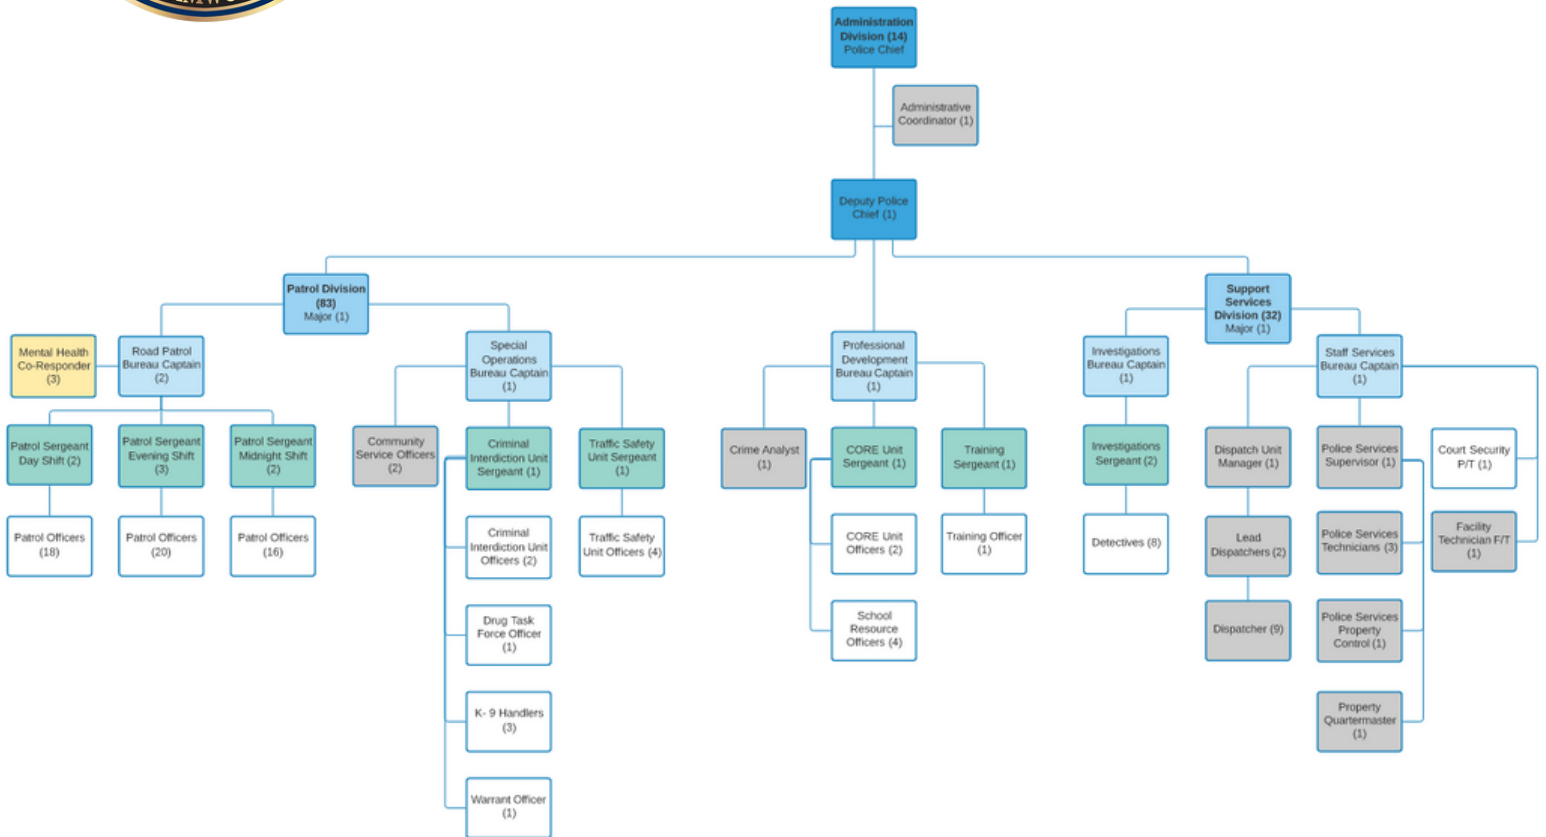 Administration
Division (14)
Police Chief
Administrative
Coordinator (1)
Deputy Police
Chief (1)
Patrol Division
(83)
Major (1)
Support
Services
Division (32)
Major (1)
Mental Health
Co-Responder
(3)
Road Patrol
Bureau Captain
(2)
Special
Operations
Bureau Captain
(1)
Professional
Development
Bureau Captain
(1)
Investigations
Bureau Captain
(1)
Staff Services
Bureau Captain
(1)
Patrol Sergeant
Day Shift (2)
Patrol Sergeant
Evening Shift
(3)
Patrol Sergeant
Midnight Shift
(2)
Community
Service Officers
(2)
Criminal
Interdiction Unit
Sergeant (1)
Traffic Safety
Unit Sergeant
(1)
Crime Analyst
(1)
CORE Unit
Sergeant (1)
Training
Sergeant (1)
Investigations
Sergeant (2)
Dispatch Unit
Manager (1)
Police Services
Supervisor (1)
Court Security
P/T (1)
Patrol Officers
(18)
Patrol Officers
(20)
Patrol Officers
(16)
Criminal
Interdiction Unit
Officers (2)
Traffic Safety
Unit Officers (4)
CORE Unit
Officers (2)
Training Officer
(1)
Detectives (8)
Lead
Dispatchers (2)
Police Services
Technicians (3)
Facility
Technician F/T
(1)
Drug Task
Force Officer
(1)
School
Resource
Officers (4)
Dispatcher (9)
Police Services
Property
Control (1)
K- 9 Handlers
(3)
Property
Quartermaster
(1)
Warrant Officer
(1)